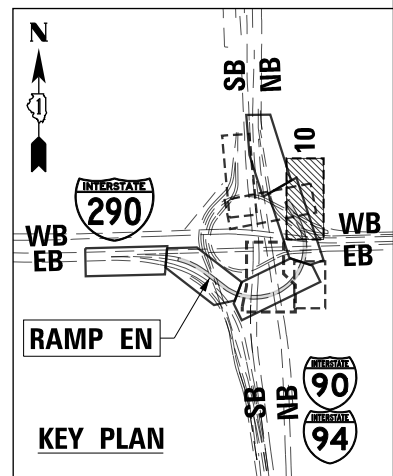 N
1
SB
NB
10
INTERSTATE
290
WB
EB
WB
EB
RAMP EN
SB
NB
INTERSTATE
90
INTERSTATE
94
KEY PLAN